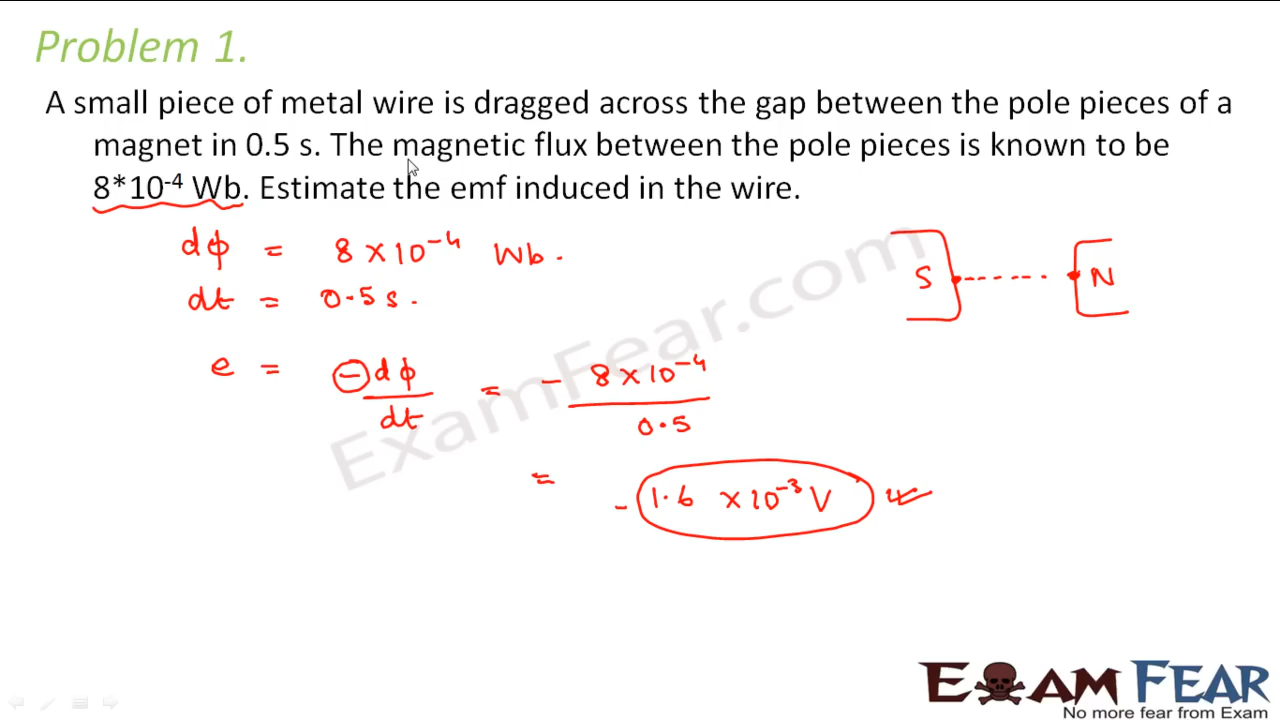 Problem 1.
A small piece of metal wire is dragged across the gap between the pole pieces of a
magnet in 0.5 s. The magnetic flux between the pole pieces is known to be
8*10⁻⁴ Wb. Estimate the emf induced in the wire.
dϕ = 8 × 10⁻⁴ Wb.
dt = 0.5 s.
S N
e = -dϕ/dt = - 8 × 10⁻⁴/0.5
= - 1.6 × 10⁻³ V
ExamFear.com
EXAM FEAR
No more fear from Exam